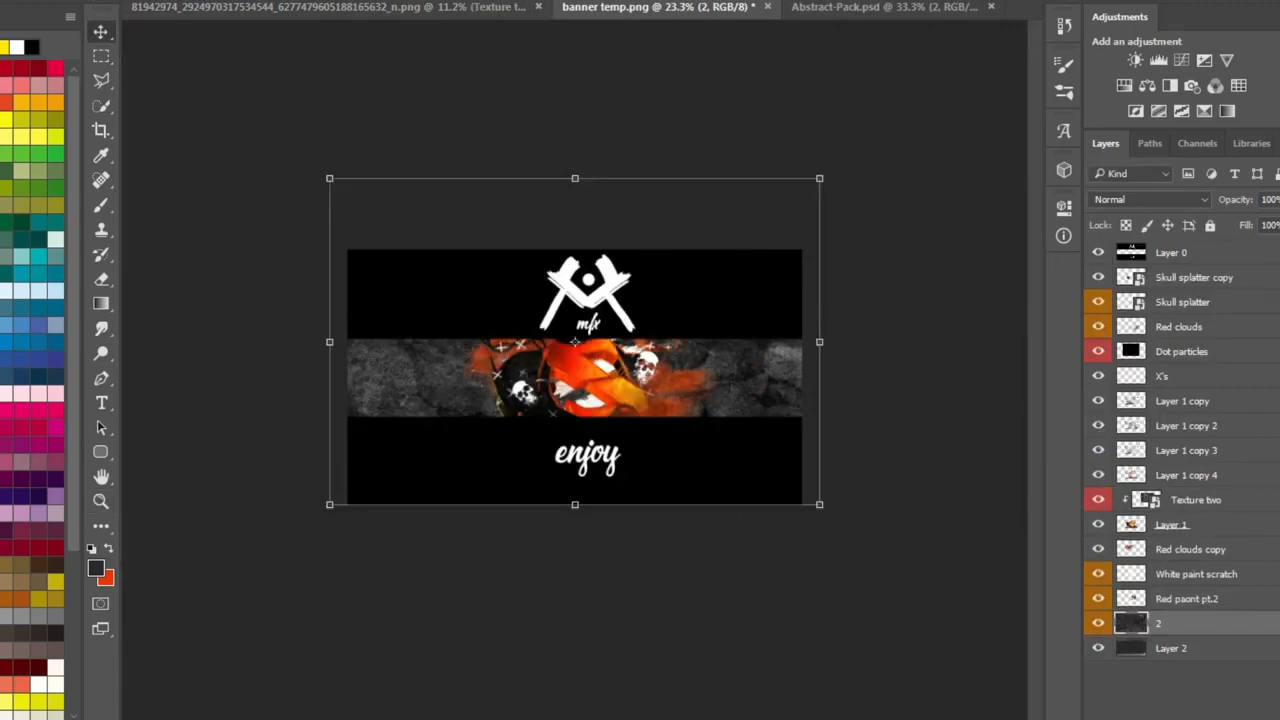 81942974_2924970317534544_6277479605188165632_n.png @ 11.2% (Texture t...
banner temp.png @ 23.3% (2, RGB/8) *
Abstract-Pack.psd @ 33.3% (2, RGB/...
Adjustments
Add an adjustment
Layers
Paths
Channels
Libraries
Kind
Normal
Opacity: 100%
Lock:
Fill: 100%
Layer 0
Skull splatter copy
Skull splatter
Red clouds
Dot particles
X's
Layer 1 copy
Layer 1 copy 2
Layer 1 copy 3
Layer 1 copy 4
Texture two
Layer 1
Red clouds copy
White paint scratch
Red paont pt.2
2
Layer 2
mfx
enjoy